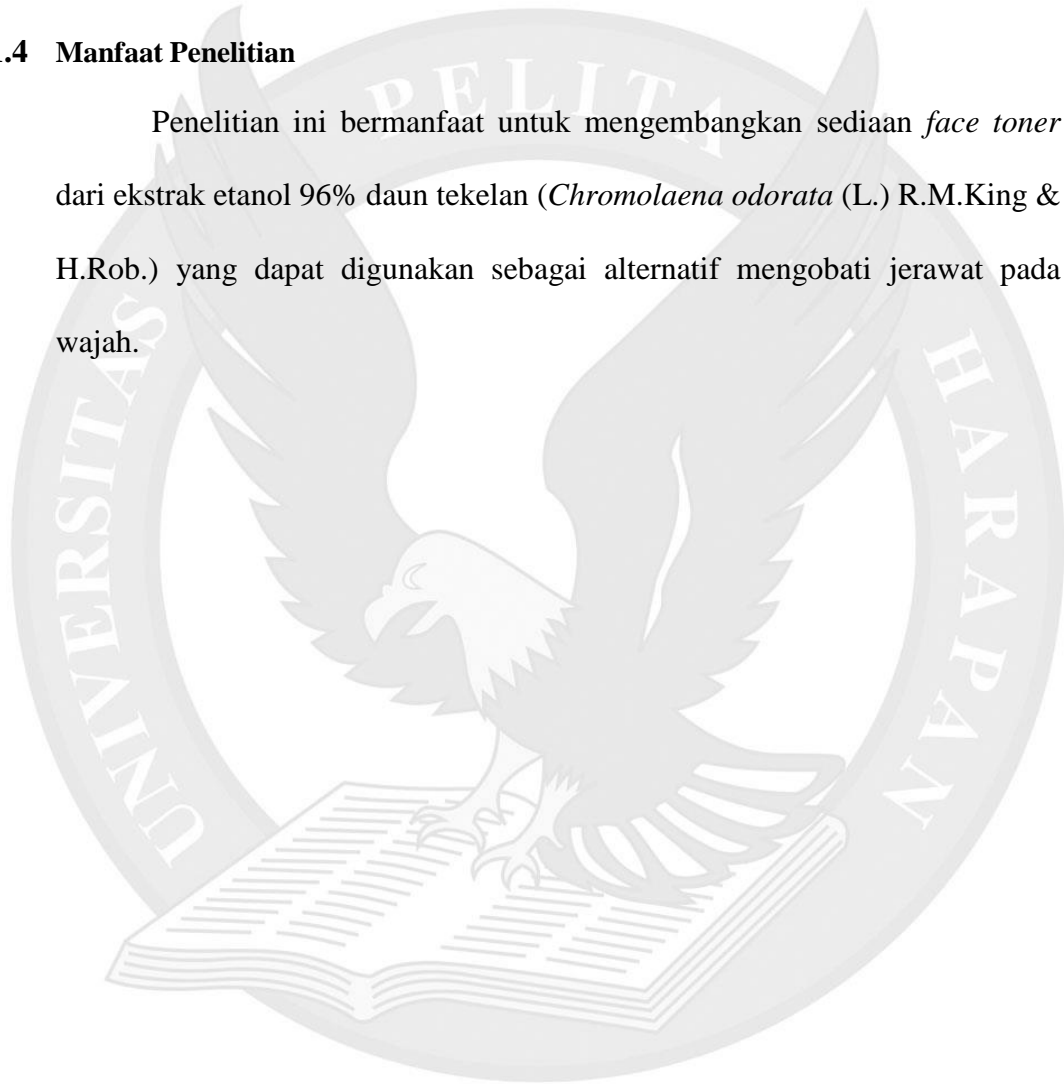 .4 Manfaat Penelitian
Penelitian ini bermanfaat untuk mengembangkan sediaan face toner
dari ekstrak etanol 96% daun tekelan (Chromolaena odorata (L.) R.M.King &
H.Rob.) yang dapat digunakan sebagai alternatif mengobati jerawat pada
wajah.
UNIVERSITAS PELITA HARAPAN